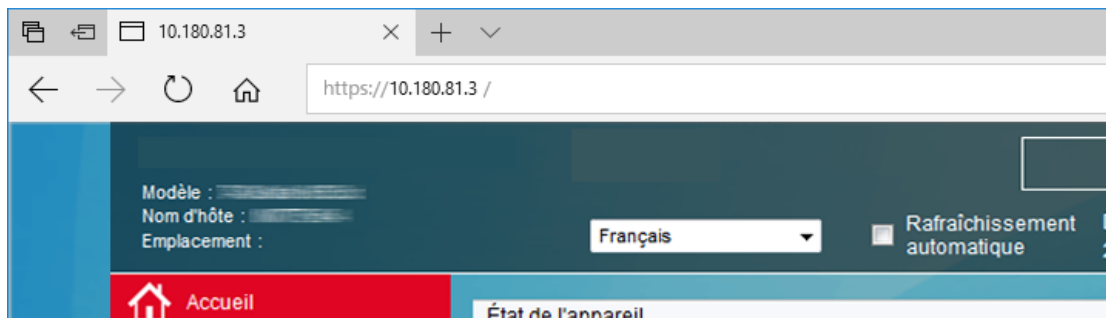 10.180.81.3
https://10.180.81.3 /
Modèle :
Nom d'hôte :
Emplacement :
Français
Rafraîchissement
automatique
Accueil
État de l'appareil